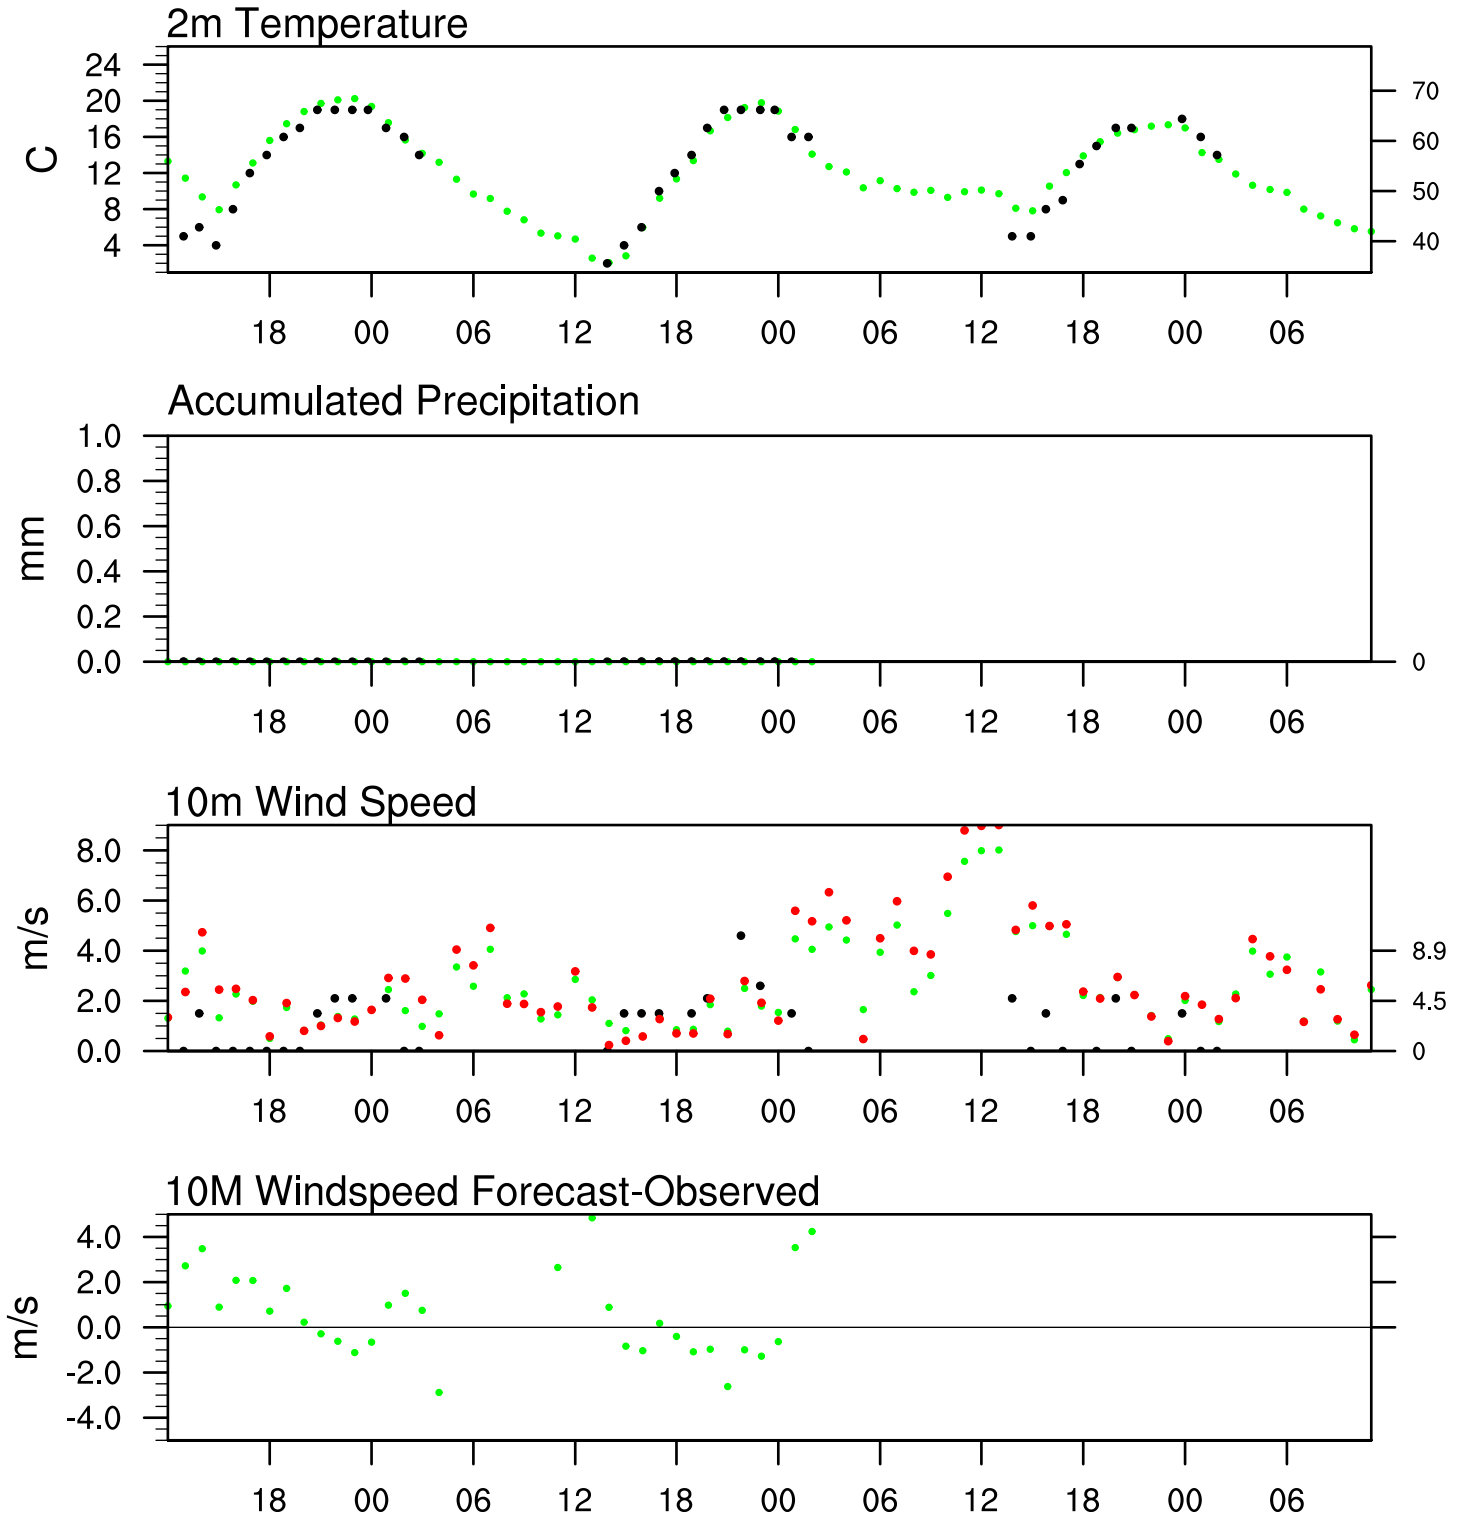 2m Temperature
24
20
16
12
8
4
C
70
60
50
40
18 00 06 12 18 00 06 12 18 00 06
Accumulated Precipitation
1.0
0.8
0.6
0.4
0.2
0.0
mm
0
18 00 06 12 18 00 06 12 18 00 06
10m Wind Speed
8.0
6.0
4.0
2.0
0.0
m/s
8.9
4.5
0
18 00 06 12 18 00 06 12 18 00 06
10M Windspeed Forecast-Observed
4.0
2.0
0.0
-2.0
-4.0
m/s
18 00 06 12 18 00 06 12 18 00 06